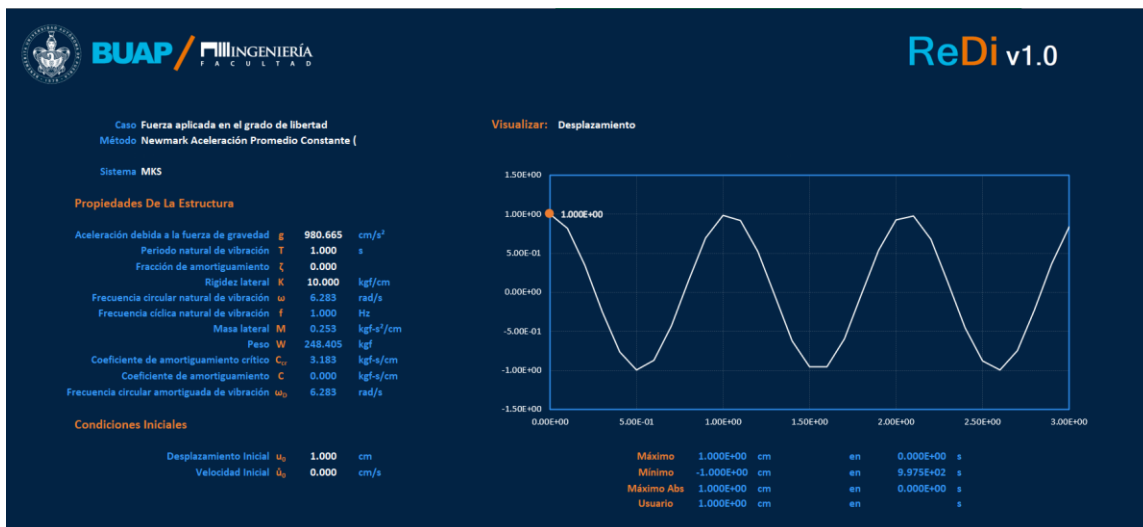 BUAP / INGENIERÍA
FACULTAD
ReDi v1.0
Caso Fuerza aplicada en el grado de libertad
Método Newmark Aceleración Promedio Constante (
Sistema MKS
Propiedades De La Estructura
Aceleración debida a la fuerza de gravedad g 980.665 cm/s²
Periodo natural de vibración T 1.000 s
Fracción de amortiguamiento ζ 0.000
Rigidez lateral K 10.000 kgf/cm
Frecuencia circular natural de vibración ω 6.283 rad/s
Frecuencia cíclica natural de vibración f 1.000 Hz
Masa lateral M 0.253 kgf-s²/cm
Peso W 248.405 kgf
Coeficiente de amortiguamiento crítico Ccr 3.183 kgf-s/cm
Coeficiente de amortiguamiento C 0.000 kgf-s/cm
Frecuencia circular amortiguada de vibración ωD 6.283 rad/s
Condiciones Iniciales
Desplazamiento Inicial u₀ 1.000 cm
Velocidad Inicial u̇₀ 0.000 cm/s
Visualizar: Desplazamiento
1.50E+00
1.00E+00 1.000E+00
5.00E-01
0.00E+00
-5.00E-01
-1.00E+00
-1.50E+00
0.00E+00 5.00E-01 1.00E+00 1.50E+00 2.00E+00 2.50E+00 3.00E+00
Máximo 1.000E+00 cm en 0.000E+00 s
Mínimo -1.000E+00 cm en 9.975E+02 s
Máximo Abs 1.000E+00 cm en 0.000E+00 s
Usuario 1.000E+00 cm en s